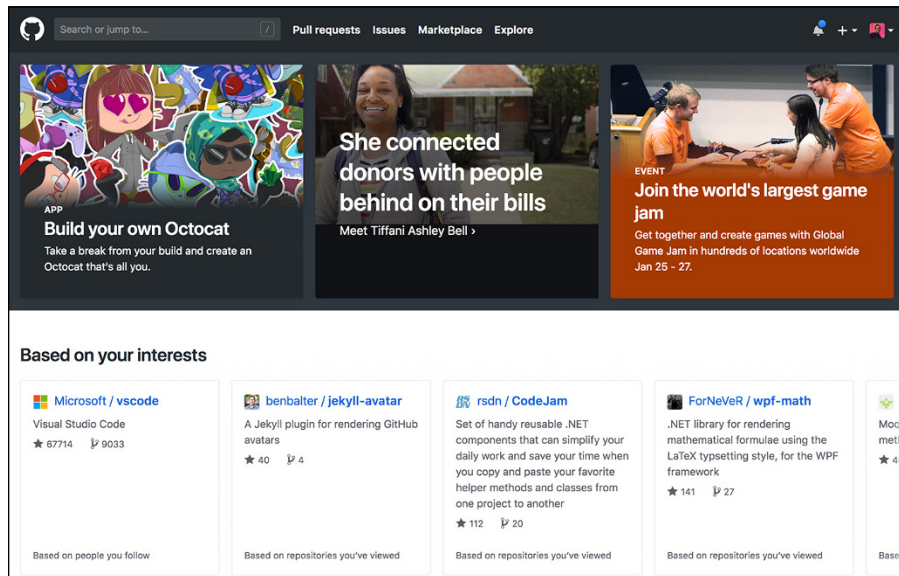 Search or jump to...
/
Pull requests Issues Marketplace Explore
APP
Build your own Octocat
Take a break from your build and create an
Octocat that's all you.
She connected
donors with people
behind on their bills
Meet Tiffani Ashley Bell ›
EVENT
Join the world's largest game
jam
Get together and create games with Global
Game Jam in hundreds of locations worldwide
Jan 25 - 27.
Based on your interests
Microsoft / vscode
Visual Studio Code
67714 9033
Based on people you follow
benbalter / jekyll-avatar
A Jekyll plugin for rendering GitHub
avatars
40 4
Based on repositories you've viewed
rsdn / CodeJam
Set of handy reusable .NET
components that can simplify your
daily work and save your time when
you copy and paste your favorite
helper methods and classes from
one project to another
112 20
Based on repositories you've viewed
ForNeVeR / wpf-math
.NET library for rendering
mathematical formulae using the
LaTeX typsetting style, for the WPF
framework
141 27
Based on repositories you've viewed